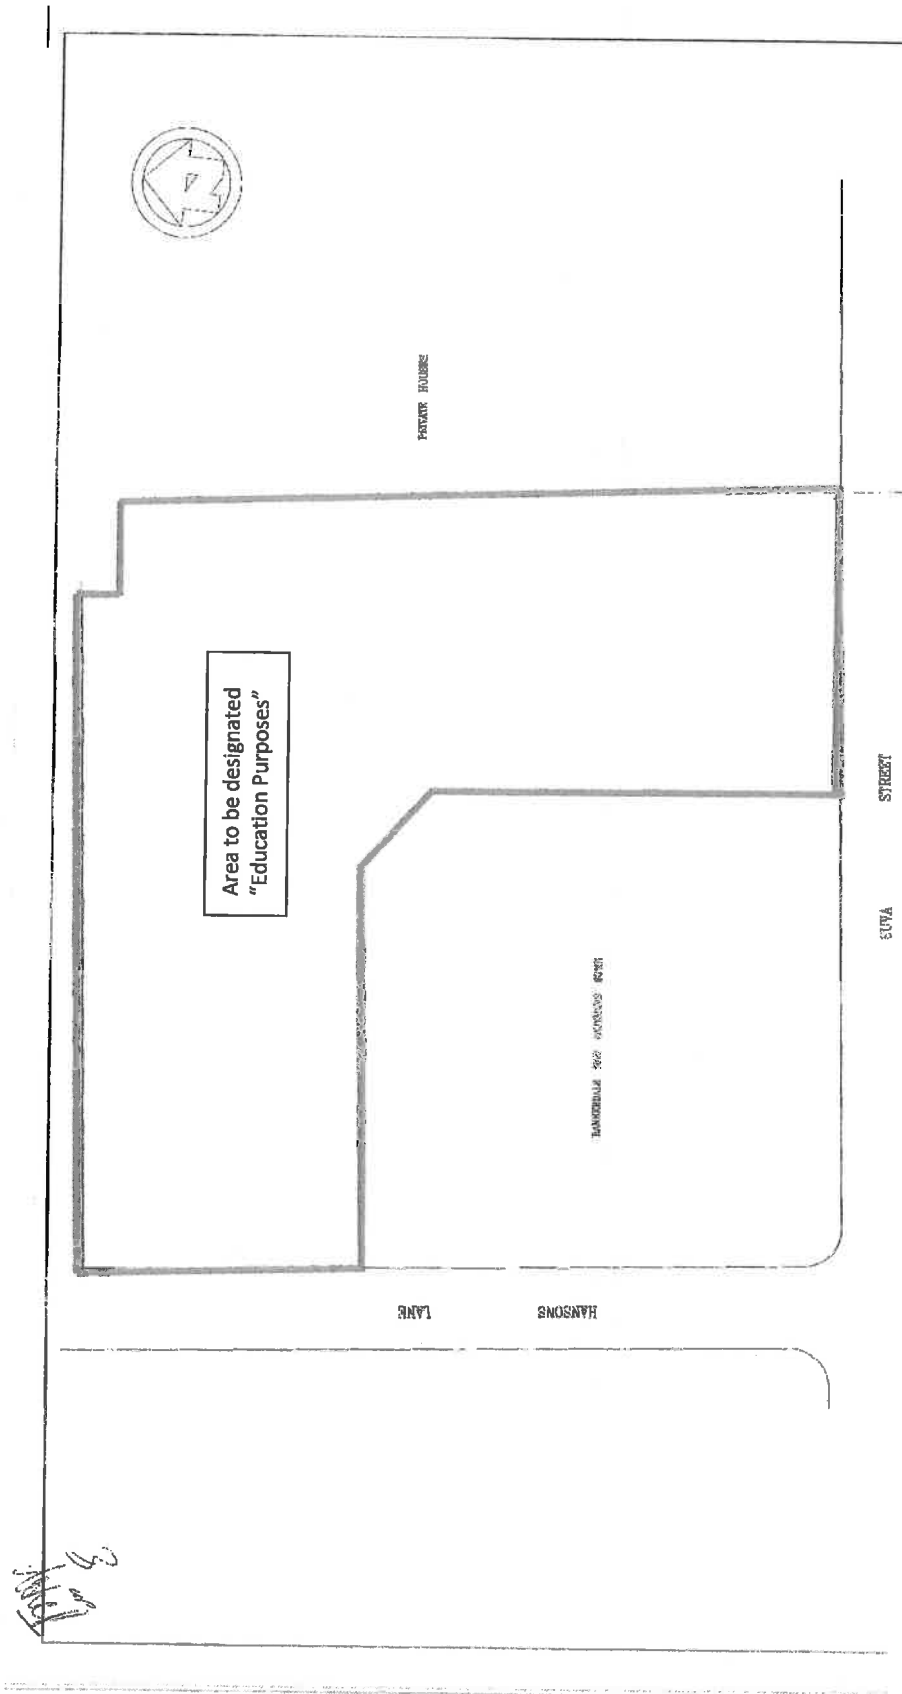 N
PRIVATE HOUSES
Area to be designated
"Education Purposes"
HANSONS LANE
SUVA STREET